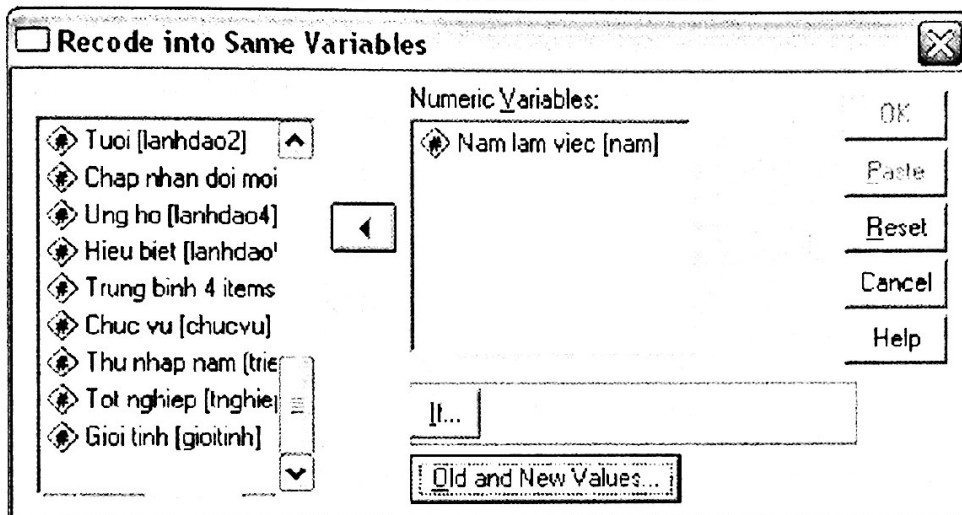 Recode into Same Variables
Tuoi [lanhdao2]
Chap nhan doi moi
Ung ho [lanhdao4]
Hieu biet [lanhdao
Trung binh 4 items
Chuc vu [chucvu]
Thu nhap nam (trie
Tot nghiep [tnghiep
Gioi tinh [gioitinh]
Numeric Variables:
Nam lam viec [nam]
If...
Old and New Values...
OK
Paste
Reset
Cancel
Help